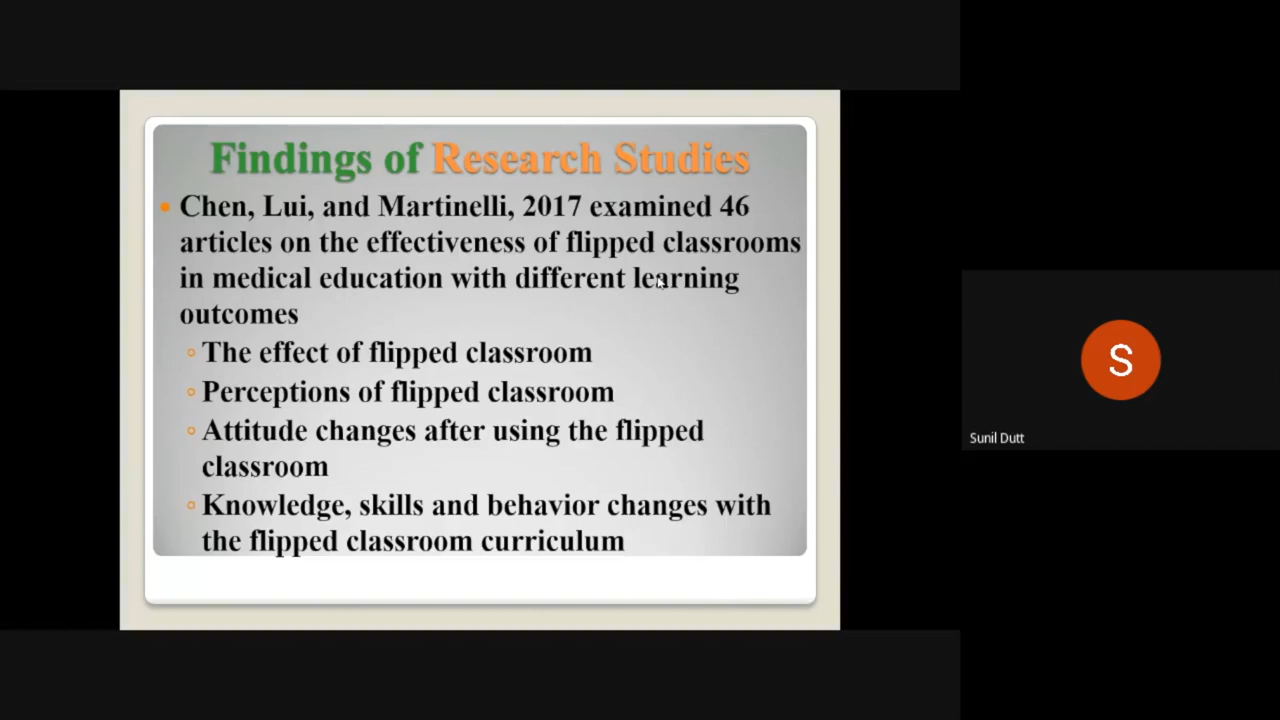 Findings of Research Studies
Chen, Lui, and Martinelli, 2017 examined 46
articles on the effectiveness of flipped classrooms
in medical education with different learning
outcomes
The effect of flipped classroom
Perceptions of flipped classroom
Attitude changes after using the flipped
classroom
Knowledge, skills and behavior changes with
the flipped classroom curriculum
S
Sunil Dutt